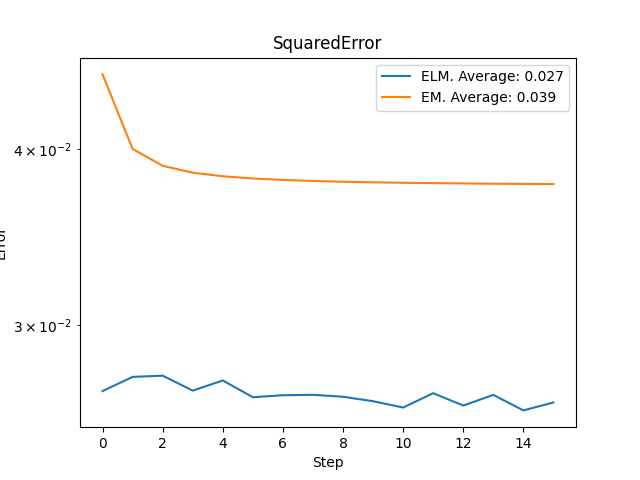 SquaredError
ELM. Average: 0.027
EM. Average: 0.039
4 × 10⁻²
3 × 10⁻²
Error
0 2 4 6 8 10 12 14
Step